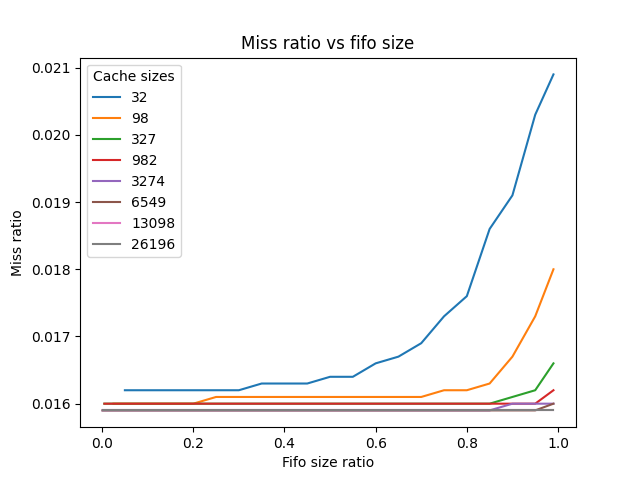 Miss ratio vs fifo size
Cache sizes
32
98
327
982
3274
6549
13098
26196
0.021
0.020
0.019
0.018
0.017
0.016
Miss ratio
0.0 0.2 0.4 0.6 0.8 1.0
Fifo size ratio